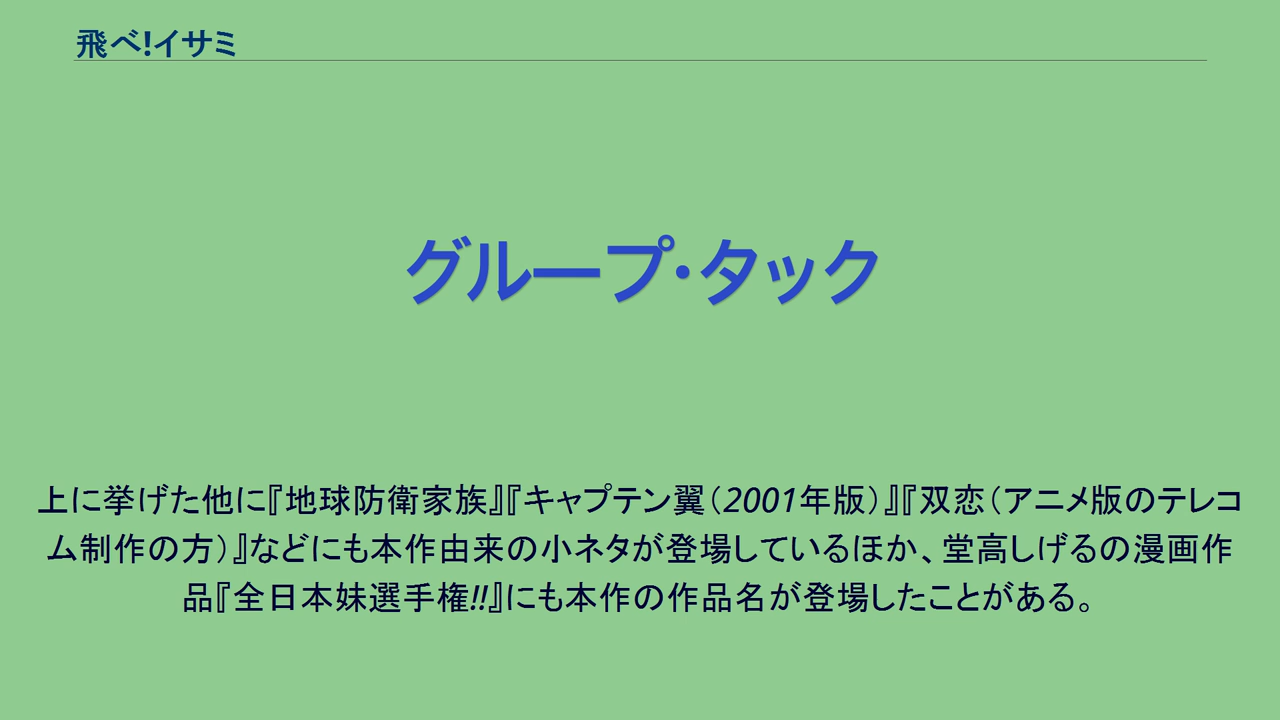 飛べ!イサミ
グループ・タック
上に挙げた他に『地球防衛家族』『キャプテン翼（2001年版）』『双恋（アニメ版のテレコ
ム制作の方）』などにも本作由来の小ネタが登場しているほか、堂高しげるの漫画作
品『全日本妹選手権!!』にも本作の作品名が登場したことがある。